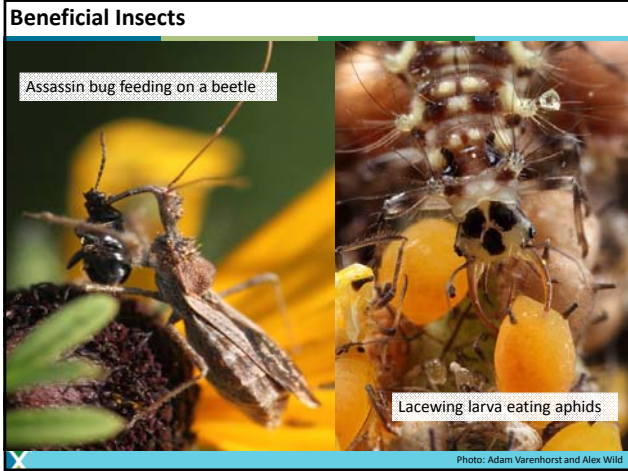 Beneficial Insects
Assassin bug feeding on a beetle
Lacewing larva eating aphids
Photo: Adam Varenhorst and Alex Wild